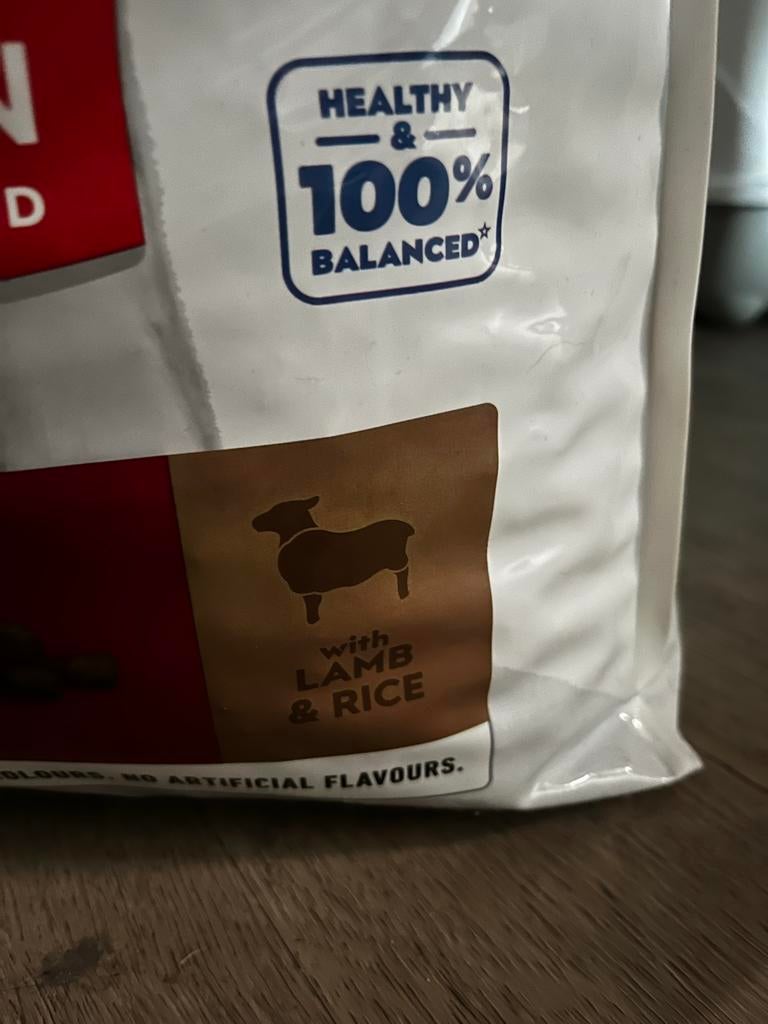 N
D
HEALTHY
&
100%
BALANCED☆
with
LAMB
& RICE
COLOURS. NO ARTIFICIAL FLAVOURS.